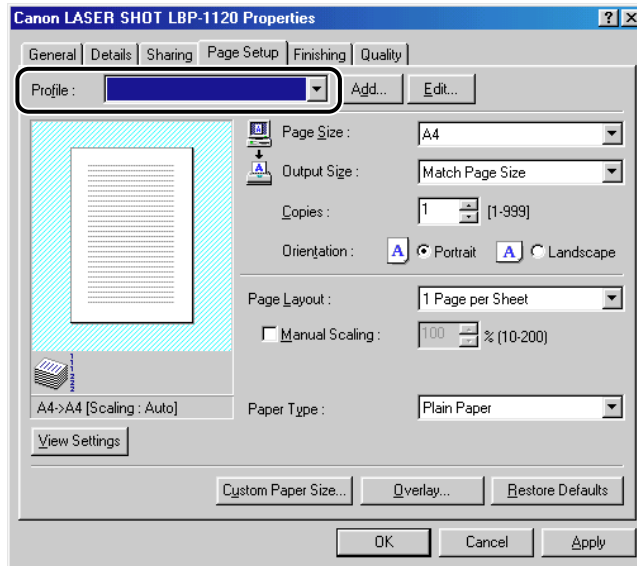 Canon LASER SHOT LBP-1120 Properties
General Details Sharing Page Setup Finishing Quality
Profile : Add... Edit...
Page Size : A4
Output Size : Match Page Size
Copies : 1 [1-999]
Orientation : A Portrait A Landscape
Page Layout : 1 Page per Sheet
Manual Scaling : 100 % (10-200)
A4->A4 [Scaling : Auto]
Paper Type : Plain Paper
View Settings
Custom Paper Size... Overlay... Restore Defaults
OK Cancel Apply